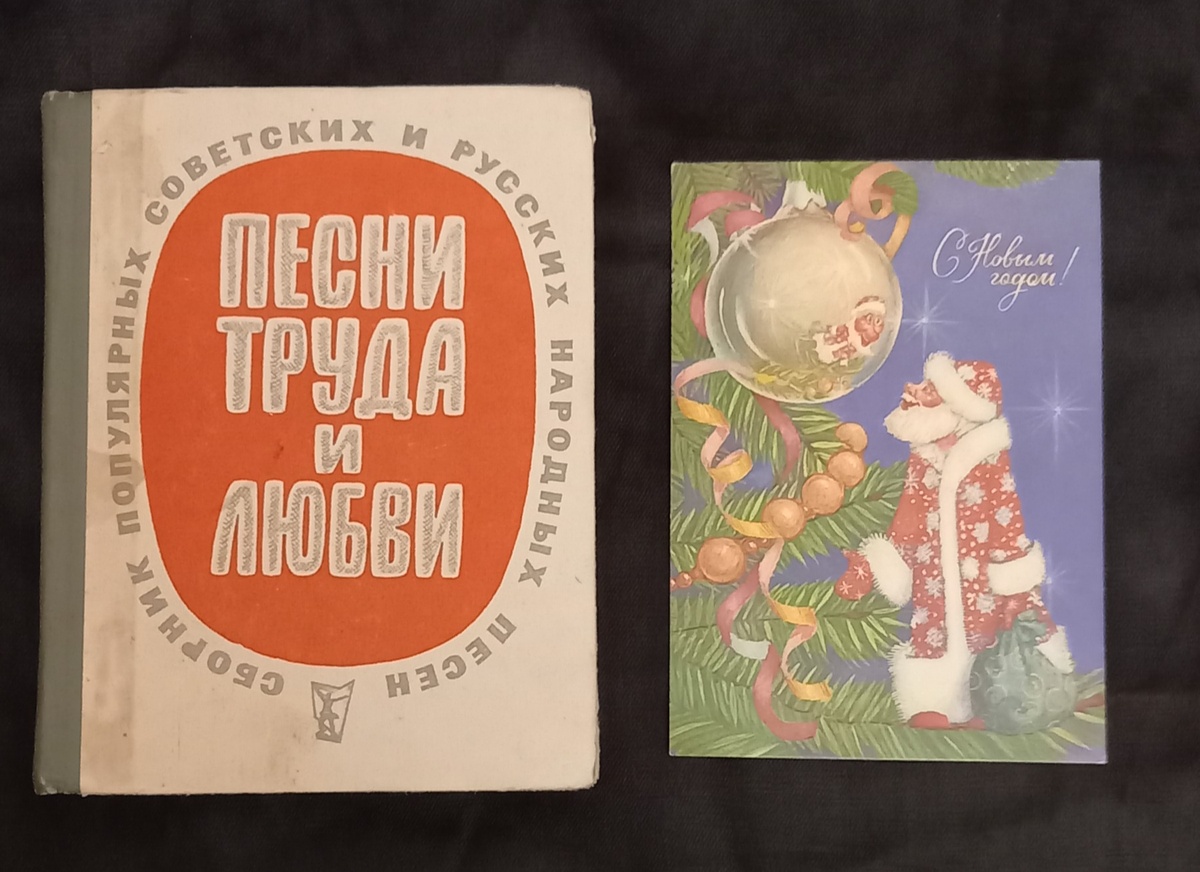 СБОРНИК ПОПУЛЯРНЫХ СОВЕТСКИХ И РУССКИХ НАРОДНЫХ ПЕСЕН
ПЕСНИ
ТРУДА
И
ЛЮБВИ
С Новым
годом!